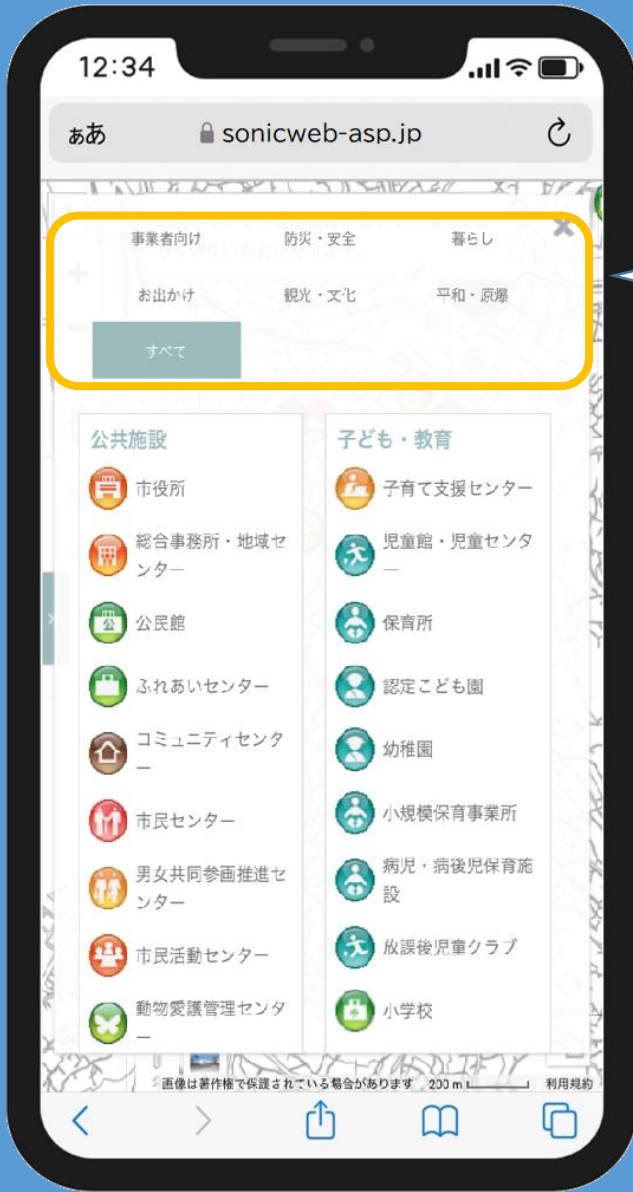 12:34
ぁあ
sonicweb-asp.jp
事業者向け
防災・安全
暮らし
お出かけ
観光・文化
平和・原爆
すべて
公共施設
市役所
総合事務所・地域セ
ンター
公民館
ふれあいセンター
コミュニティセンタ
ー
市民センター
男女共同参画推進セ
ンター
市民活動センター
動物愛護管理センタ
ー
子ども・教育
子育て支援センター
児童館・児童センタ
ー
保育所
認定こども園
幼稚園
小規模保育事業所
病児・病後児保育施
設
放課後児童クラブ
小学校
画像は著作権で保護されている場合があります
200 m
利用規約